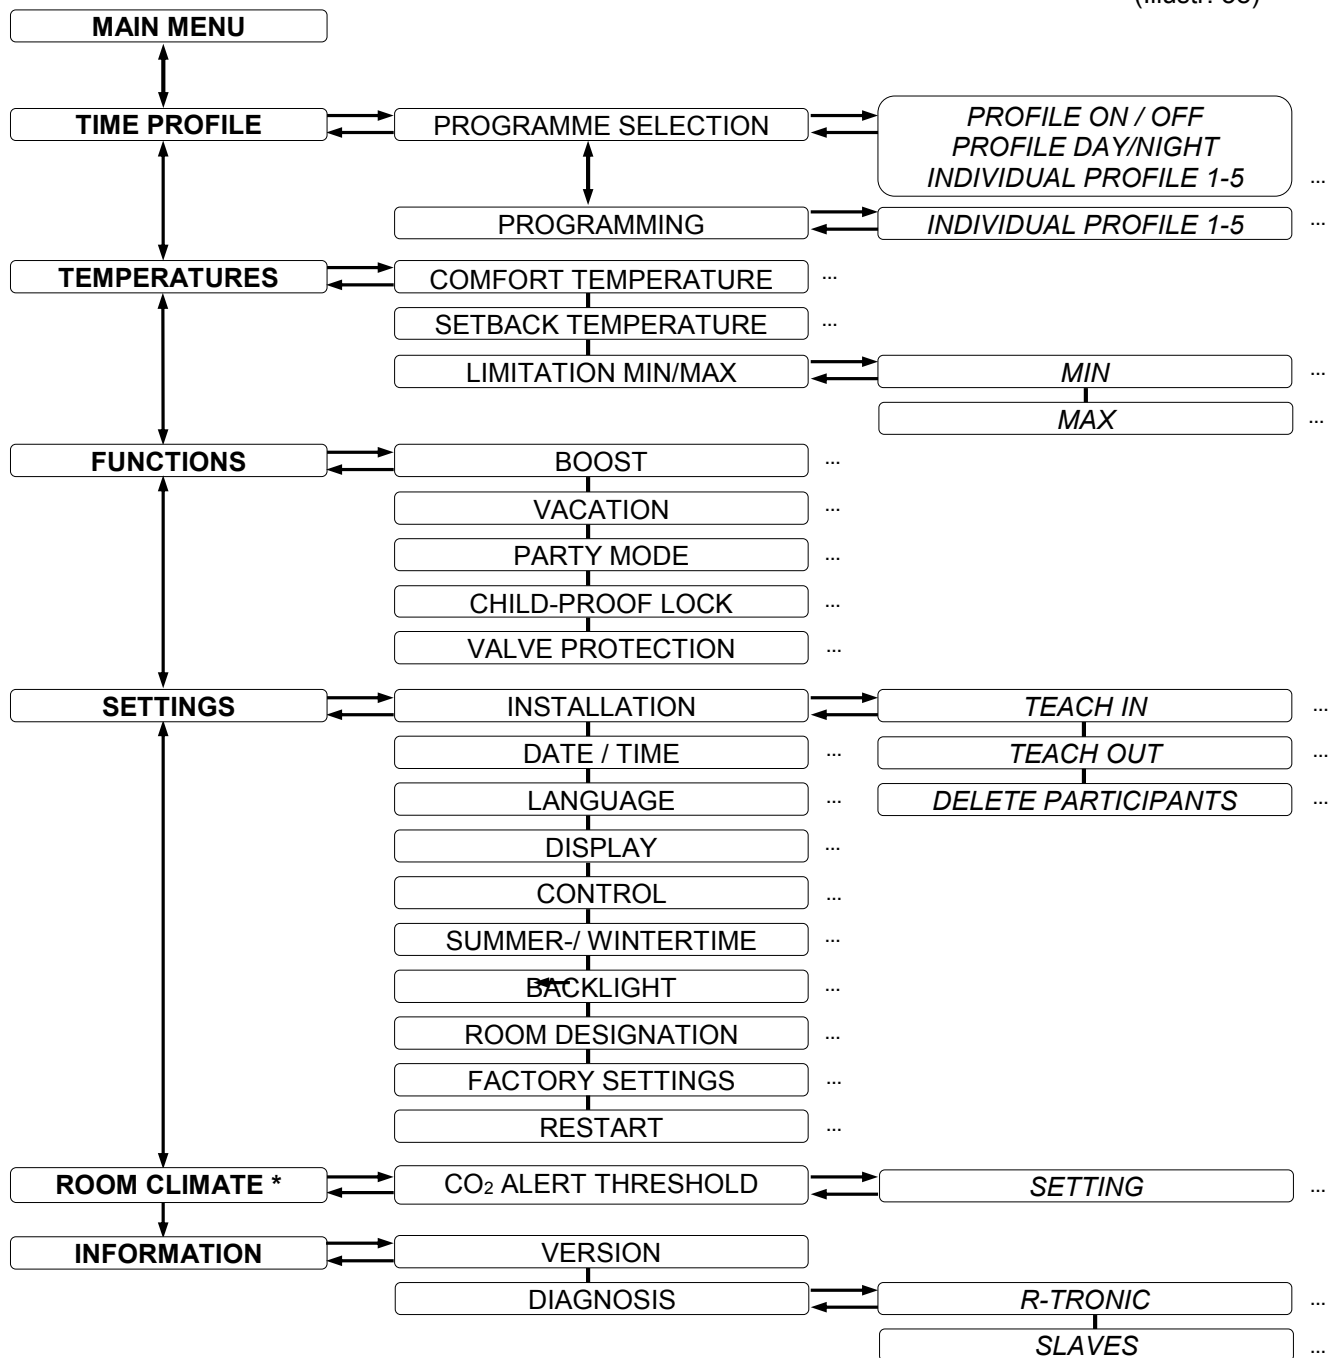 MAIN MENU
TIME PROFILE
PROGRAMME SELECTION
PROFILE ON / OFF
PROFILE DAY/NIGHT
INDIVIDUAL PROFILE 1-5 ...
PROGRAMMING
INDIVIDUAL PROFILE 1-5 ...
TEMPERATURES
COMFORT TEMPERATURE ...
SETBACK TEMPERATURE ...
LIMITATION MIN/MAX
MIN ...
MAX ...
FUNCTIONS
BOOST ...
VACATION ...
PARTY MODE ...
CHILD-PROOF LOCK ...
VALVE PROTECTION ...
SETTINGS
INSTALLATION
TEACH IN ...
DATE / TIME ...
TEACH OUT ...
LANGUAGE ...
DELETE PARTICIPANTS ...
DISPLAY ...
CONTROL ...
SUMMER-/ WINTERTIME ...
BACKLIGHT ...
ROOM DESIGNATION ...
FACTORY SETTINGS ...
RESTART ...
ROOM CLIMATE *
CO2 ALERT THRESHOLD
SETTING ...
INFORMATION
VERSION
DIAGNOSIS
R-TRONIC ...
SLAVES ...